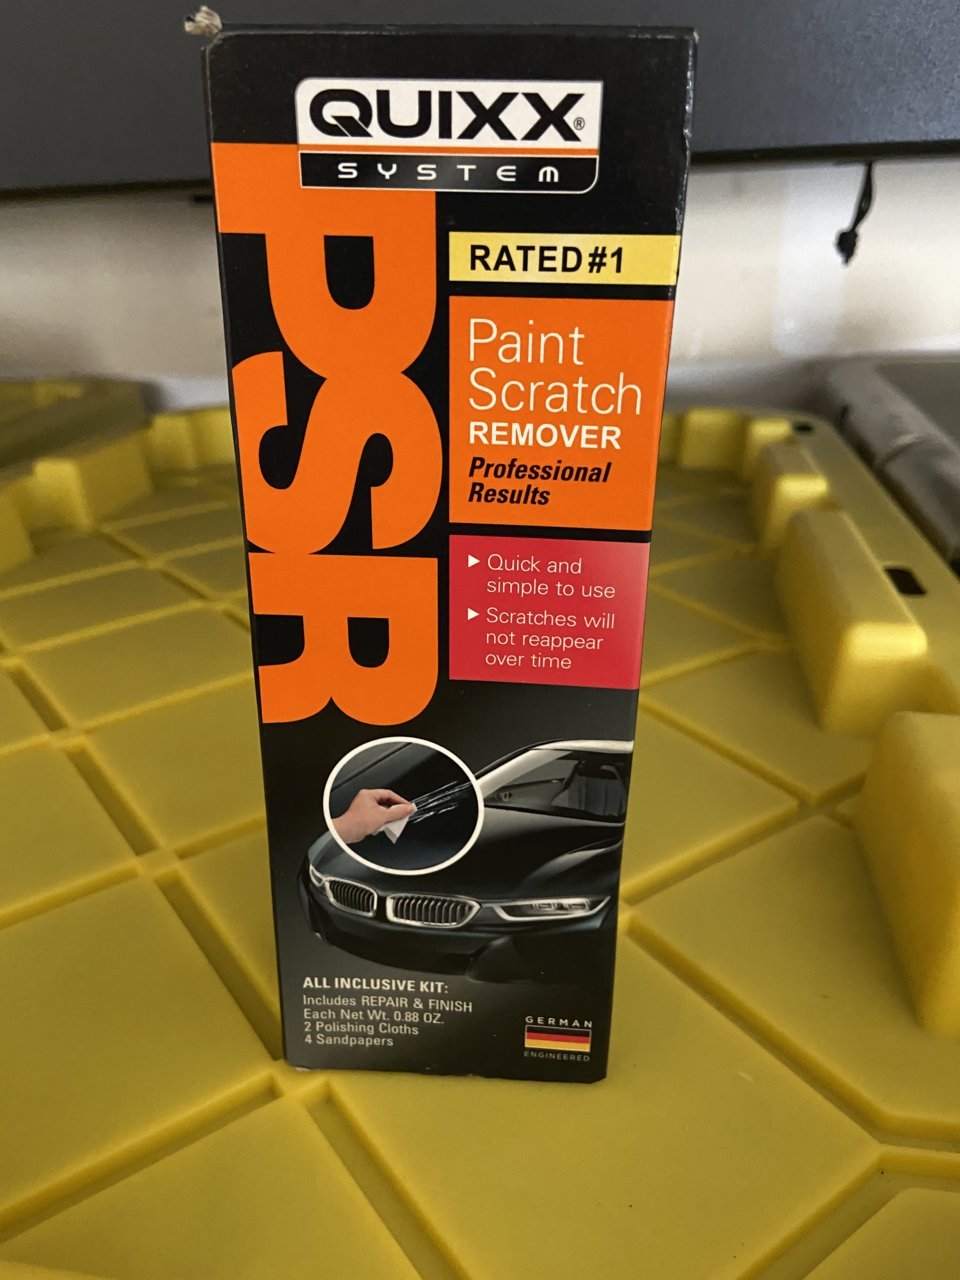 QUIXX®
SYSTEM
PSR
RATED #1
Paint
Scratch
REMOVER
Professional
Results
Quick and
simple to use
Scratches will
not reappear
over time
ALL INCLUSIVE KIT:
Includes REPAIR & FINISH
Each Net Wt. 0.88 OZ.
2 Polishing Cloths
4 Sandpapers
GERMAN
ENGINEERED